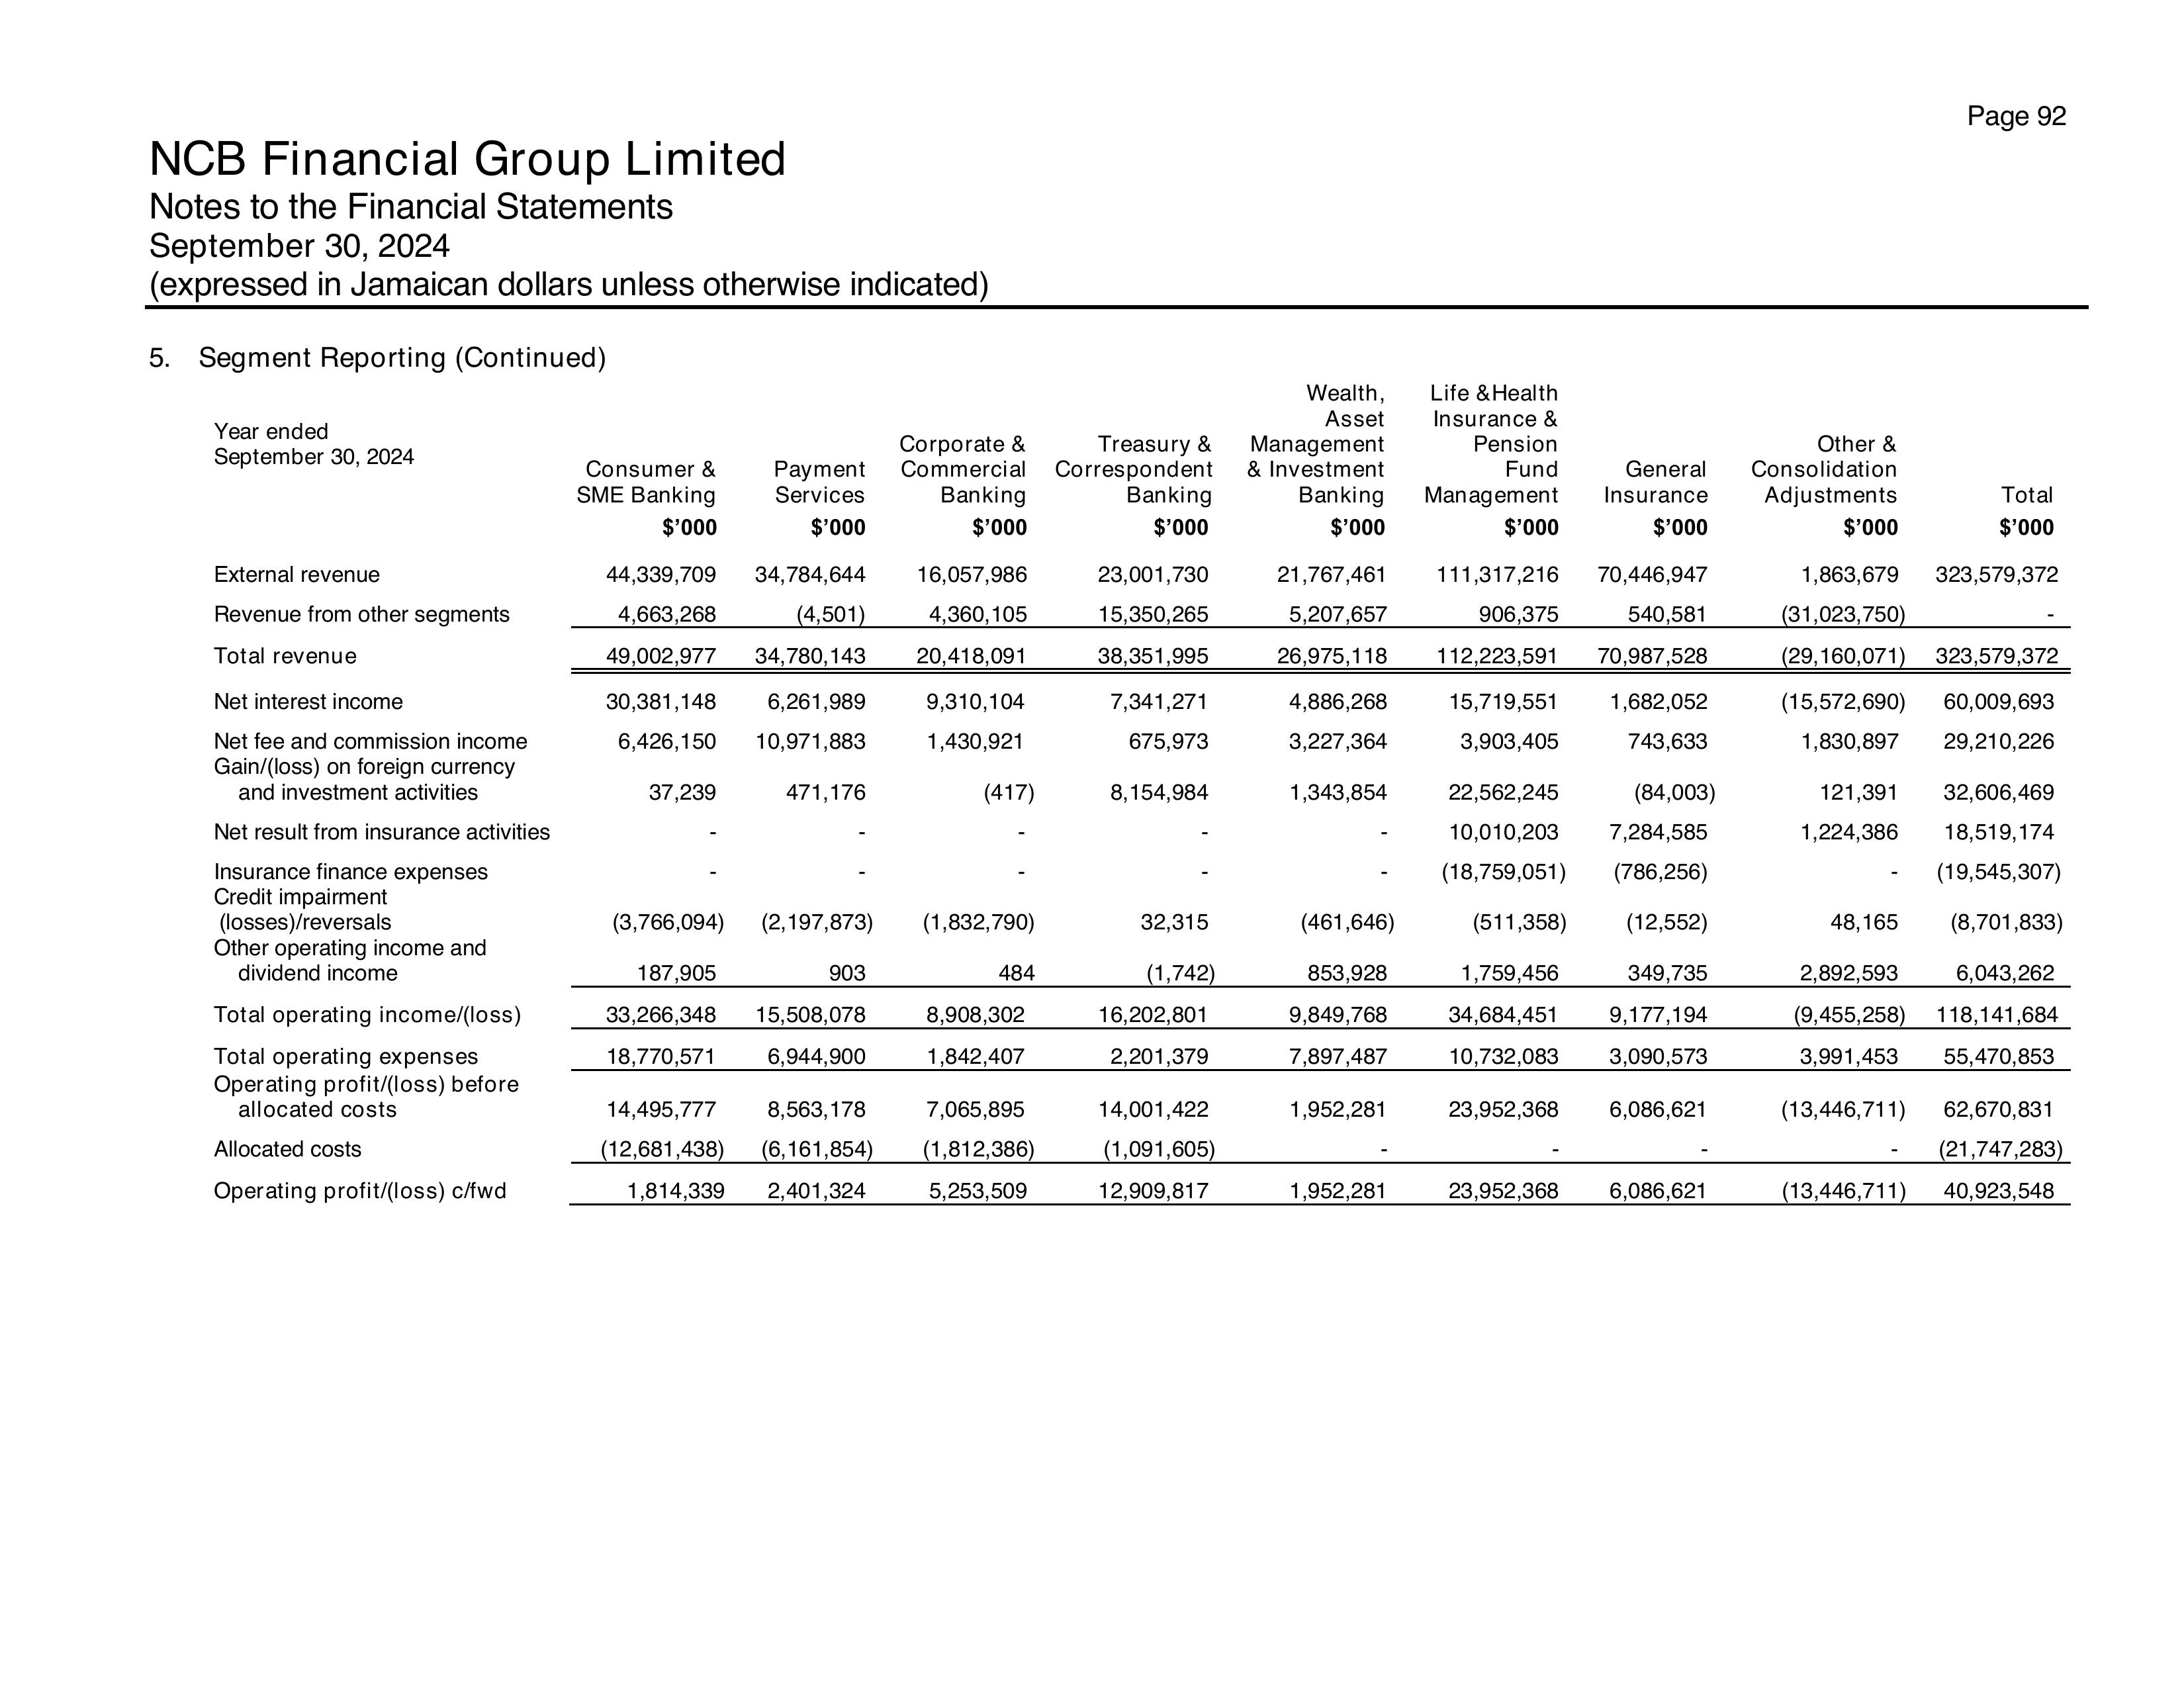 Page 92
NCB Financial Group Limited
Notes to the Financial Statements
September 30, 2024
(expressed in Jamaican dollars unless otherwise indicated)
5. Segment Reporting (Continued)
Wealth, Life &Health
Asset Insurance &
Year ended
Corporate & Treasury & Management Pension Other &
September 30, 2024
Consumer & Payment Commercial Correspondent & Investment Fund General Consolidation
SME Banking Services Banking Banking Banking Management Insurance Adjustments Total
$’000 $’000 $’000 $’000 $’000 $’000 $’000 $’000 $’000
External revenue 44,339,709 34,784,644 16,057,986 23,001,730 21,767,461 111,317,216 70,446,947 1,863,679 323,579,372
Revenue from other segments 4,663,268 (4,501) 4,360,105 15,350,265 5,207,657 906,375 540,581 (31,023,750) -
Total revenue 49,002,977 34,780,143 20,418,091 38,351,995 26,975,118 112,223,591 70,987,528 (29,160,071) 323,579,372
Net interest income 30,381,148 6,261,989 9,310,104 7,341,271 4,886,268 15,719,551 1,682,052 (15,572,690) 60,009,693
Net fee and commission income 6,426,150 10,971,883 1,430,921 675,973 3,227,364 3,903,405 743,633 1,830,897 29,210,226
Gain/(loss) on foreign currency
and investment activities 37,239 471,176 (417) 8,154,984 1,343,854 22,562,245 (84,003) 121,391 32,606,469
Net result from insurance activities - - - - - 10,010,203 7,284,585 1,224,386 18,519,174
Insurance finance expenses - - - - - (18,759,051) (786,256) - (19,545,307)
Credit impairment
(losses)/reversals (3,766,094) (2,197,873) (1,832,790) 32,315 (461,646) (511,358) (12,552) 48,165 (8,701,833)
Other operating income and
dividend income 187,905 903 484 (1,742) 853,928 1,759,456 349,735 2,892,593 6,043,262
Total operating income/(loss) 33,266,348 15,508,078 8,908,302 16,202,801 9,849,768 34,684,451 9,177,194 (9,455,258) 118,141,684
Total operating expenses 18,770,571 6,944,900 1,842,407 2,201,379 7,897,487 10,732,083 3,090,573 3,991,453 55,470,853
Operating profit/(loss) before
allocated costs 14,495,777 8,563,178 7,065,895 14,001,422 1,952,281 23,952,368 6,086,621 (13,446,711) 62,670,831
Allocated costs (12,681,438) (6,161,854) (1,812,386) (1,091,605) - - - - (21,747,283)
Operating profit/(loss) c/fwd 1,814,339 2,401,324 5,253,509 12,909,817 1,952,281 23,952,368 6,086,621 (13,446,711) 40,923,548